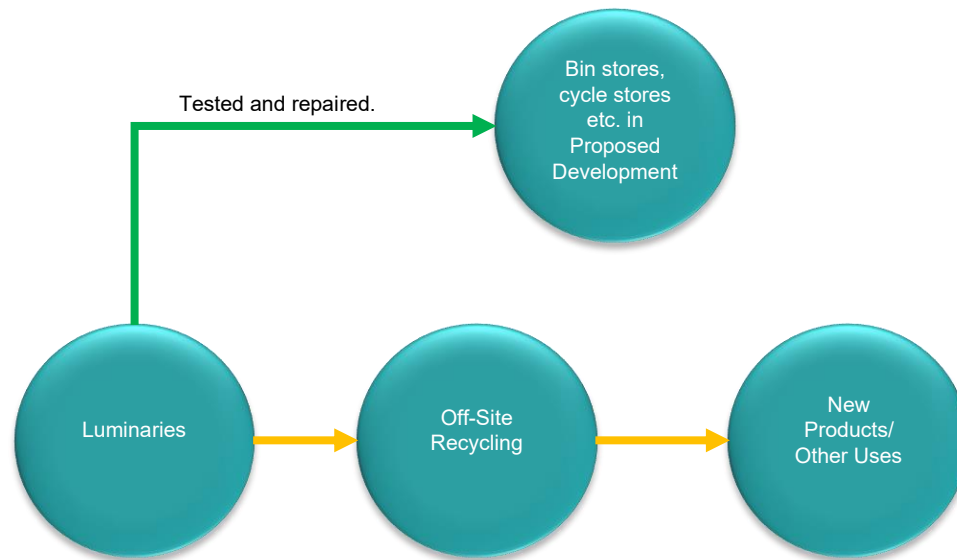 Tested and repaired.
Bin stores,
cycle stores
etc. in
Proposed
Development
Luminaries
Off-Site
Recycling
New
Products/
Other Uses